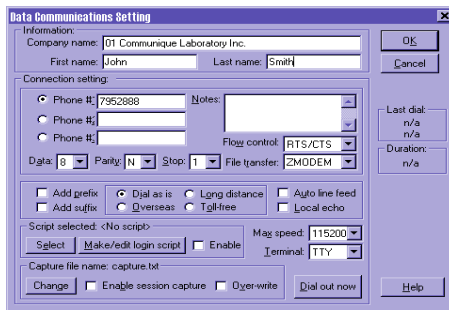 Data Communications Setting
Information:
Company name: 01 Communique Laboratory Inc.
First name: John Last name: Smith
OK
Cancel
Connection setting:
Phone #1: 7952888 Notes:
Phone #2:
Phone #3:
Flow control: RTS/CTS
Data: 8 Parity: N Stop: 1 File transfer: ZMODEM
Last dial:
n/a
n/a
Duration:
n/a
Add prefix Dial as is Long distance Auto line feed
Add suffix Overseas Toll-free Local echo
Script selected: <No script> Max speed: 115200
Select Make/edit login script Enable Terminal: TTY
Capture file name: capture.txt
Change Enable session capture Over-write Dial out now Help